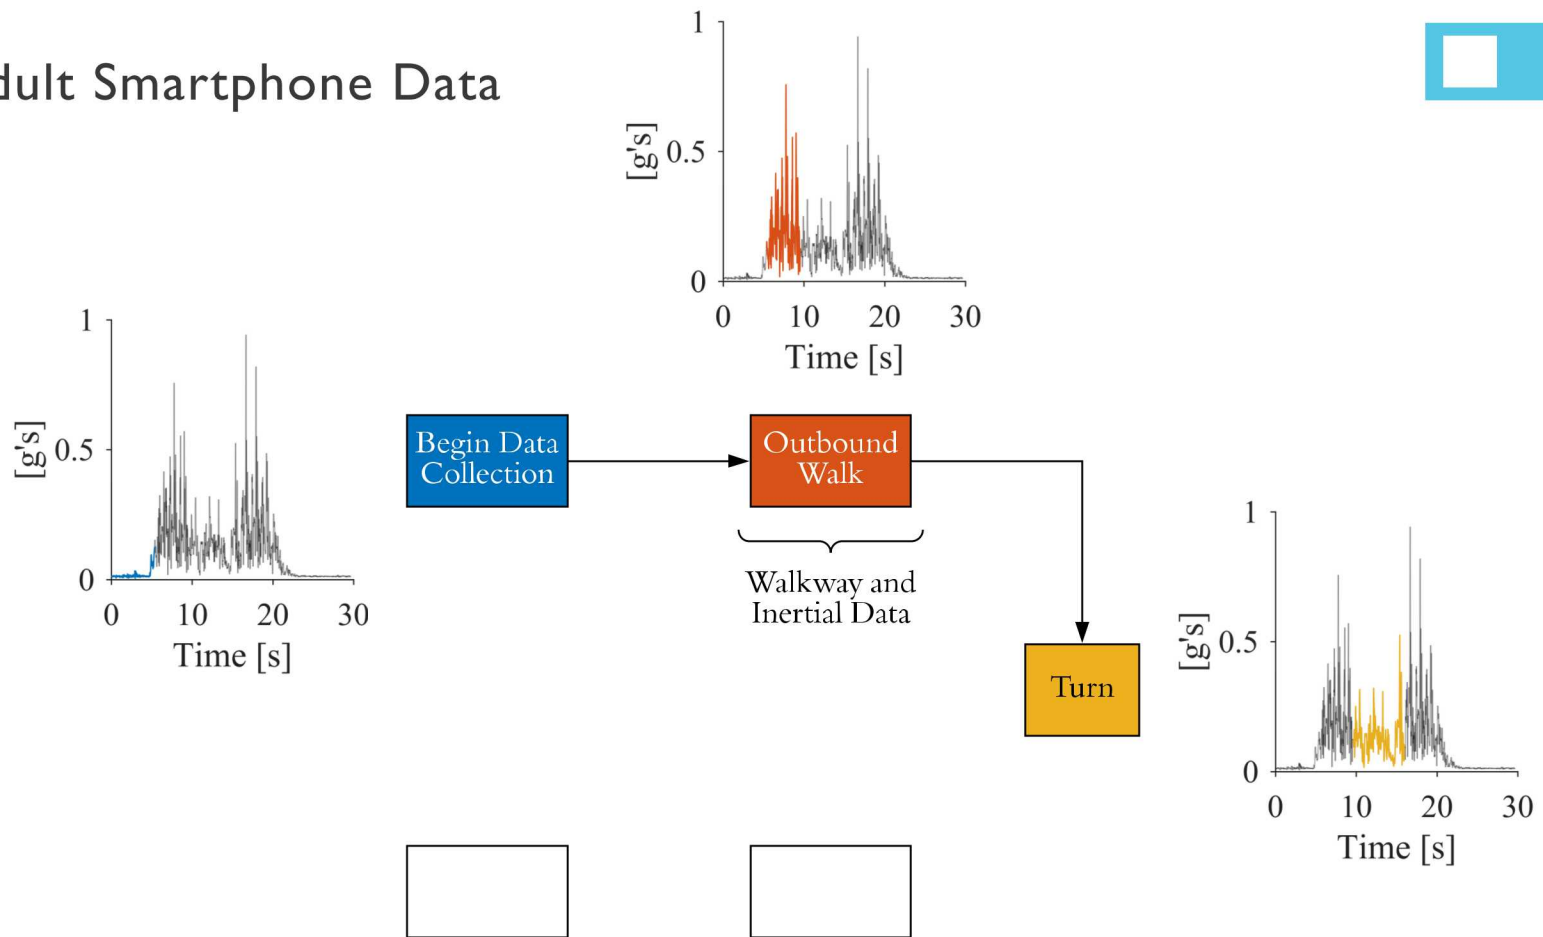 dult Smartphone Data
1
0.5
0
[g's]
0 10 20 30
Time [s]
1
0.5
0
[g's]
0 10 20 30
Time [s]
Begin Data
Collection
Outbound
Walk
Walkway and
Inertial Data
Turn
1
0.5
0
[g's]
0 10 20 30
Time [s]